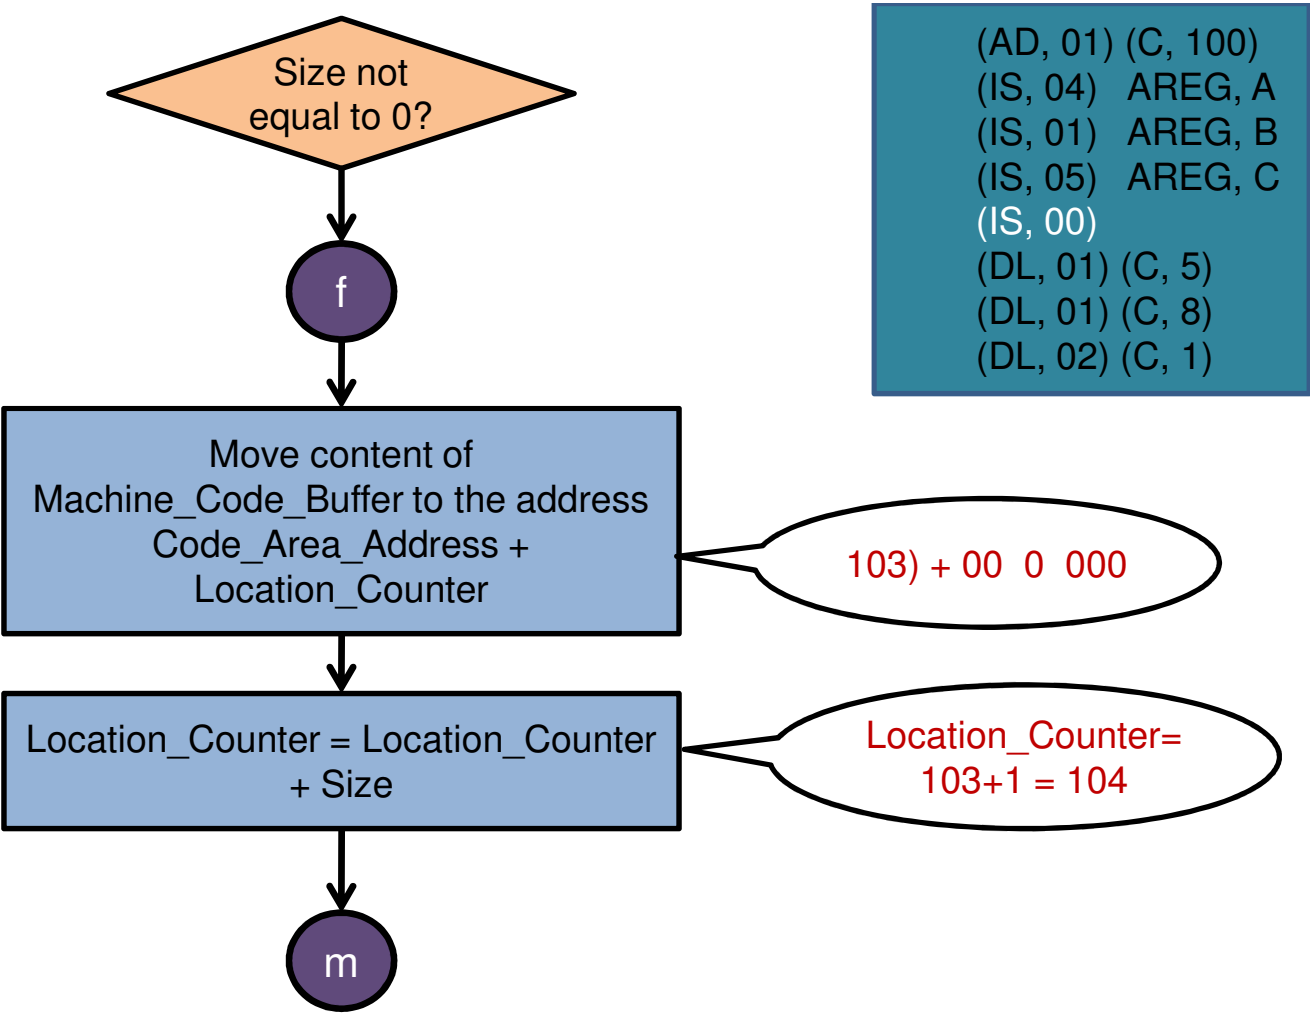 Size not
equal to 0?
f
Move content of
Machine_Code_Buffer to the address
Code_Area_Address +
Location_Counter
103) + 00 0 000
Location_Counter = Location_Counter
+ Size
Location_Counter=
103+1 = 104
m
(AD, 01) (C, 100)
(IS, 04) AREG, A
(IS, 01) AREG, B
(IS, 05) AREG, C
(IS, 00)
(DL, 01) (C, 5)
(DL, 01) (C, 8)
(DL, 02) (C, 1)